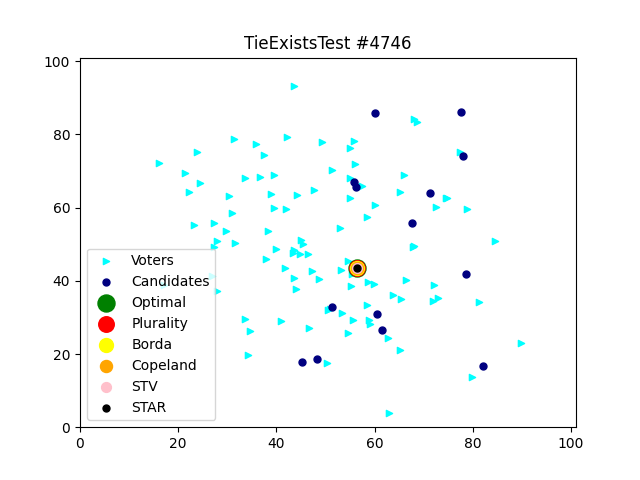 TieExistsTest #4746
100
80
60
40
20
0
Voters
Candidates
Optimal
Plurality
Borda
Copeland
STV
STAR
0 20 40 60 80 100